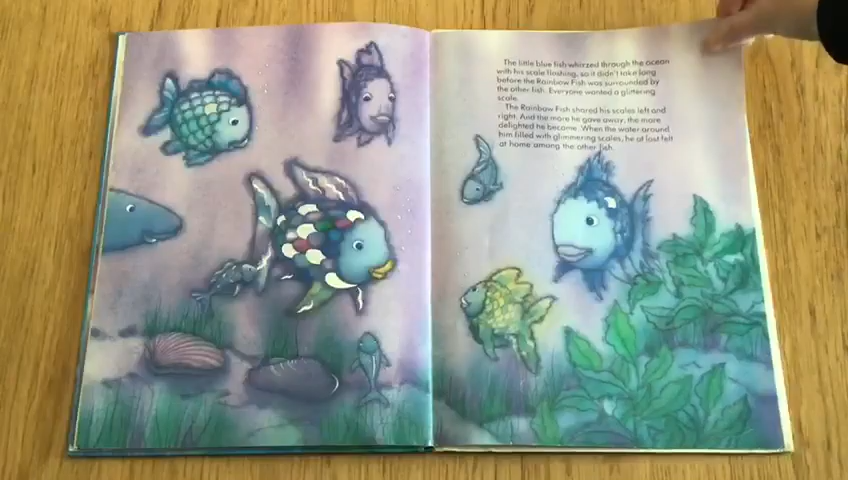 The little blue fish whizzed through the ocean
with his scale flashing, so it didn't take long
before the Rainbow Fish was surrounded by
the other fish. Everyone wanted a glittering
scale.
The Rainbow Fish shared his scales left and
right. And the more he gave away, the more
delighted he became. When the water around
him filled with glimmering scales, he at last felt
at home among the other fish.